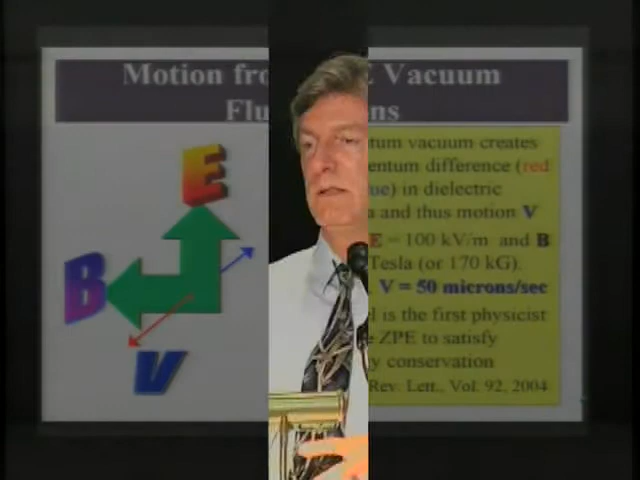 Motion fro E Vacuum
Flu ns
E
B
V
tum vacuum creates
entum difference (red
ue) in dielectric
a and thus motion V
E = 100 kV/m and B
Tesla (or 170 kG).
V = 50 microns/sec
l is the first physicist
e ZPE to satisfy
y conservation
Rev. Lett., Vol. 92, 2004